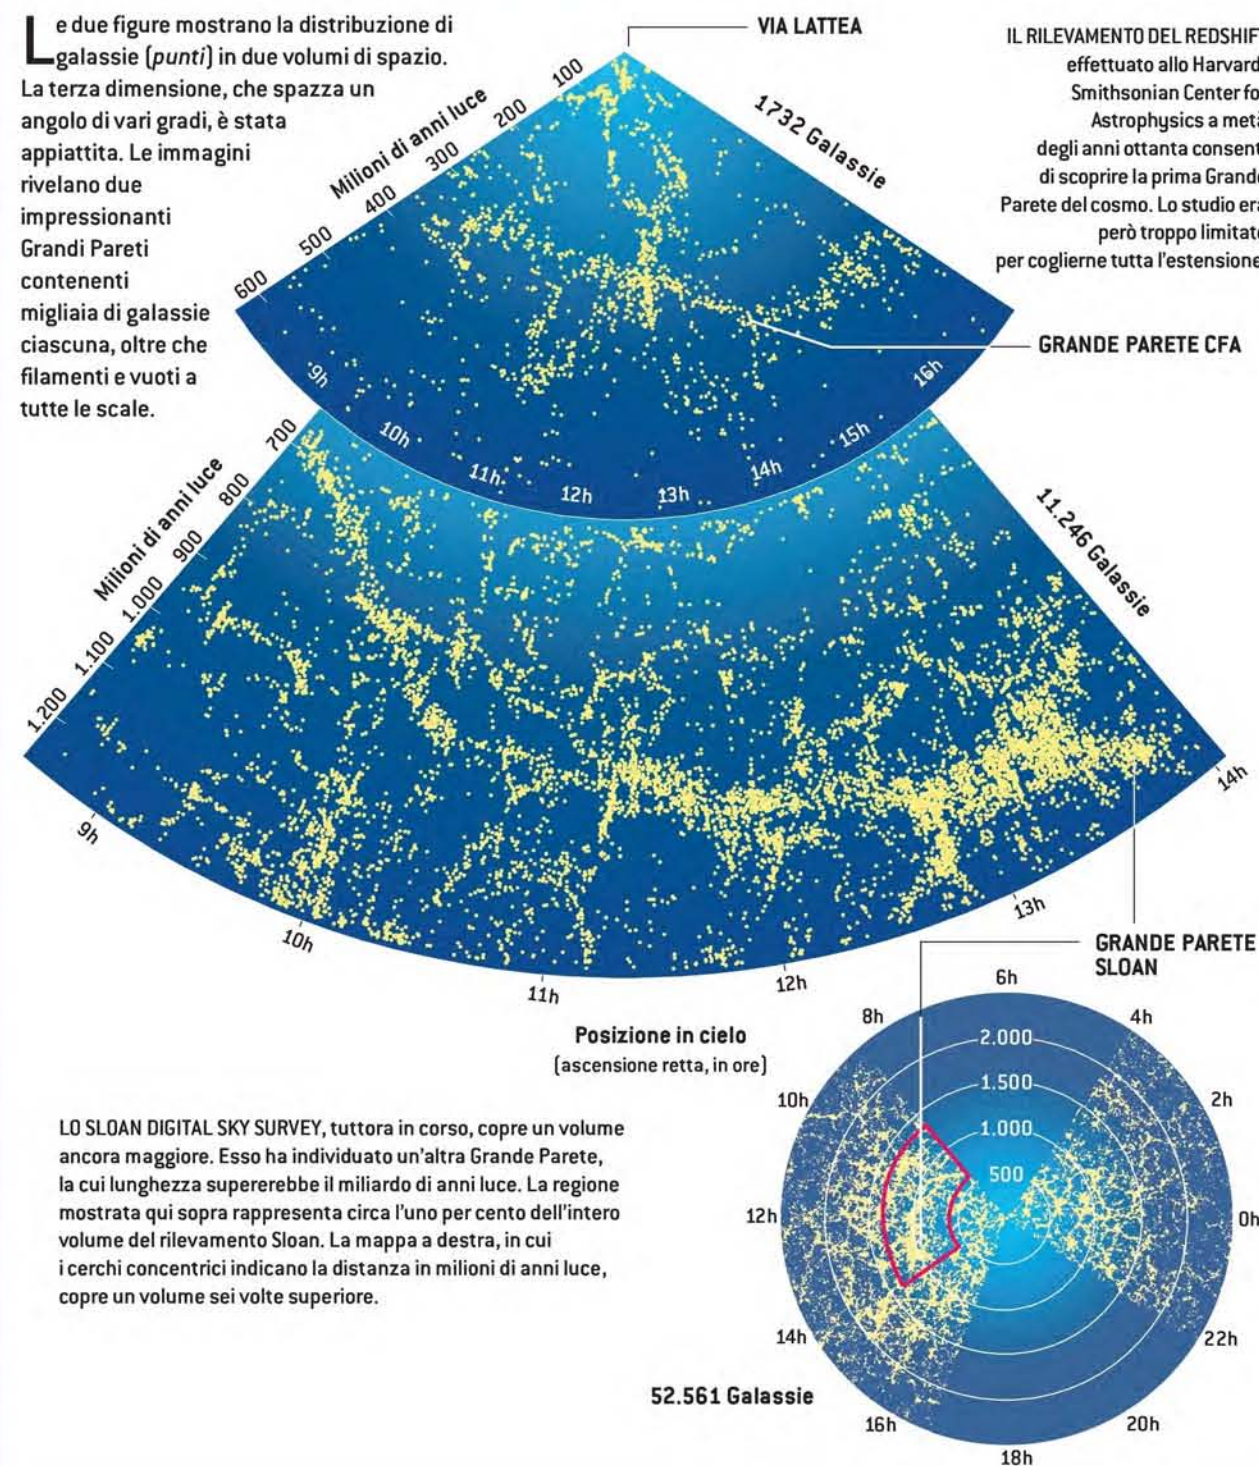 Le due figure mostrano la distribuzione di
galassie (punti) in due volumi di spazio.
La terza dimensione, che spazza un
angolo di vari gradi, è stata
appiattita. Le immagini
rivelano due
impressionanti
Grandi Pareti
contenenti
migliaia di galassie
ciascuna, oltre che
filamenti e vuoti a
tutte le scale.
VIA LATTEA
IL RILEVAMENTO DEL REDSHIFT
effettuato allo Harvard
Smithsonian Center fo
Astrophysics a metà
degli anni ottanta consent
di scoprire la prima Grande
Parete del cosmo. Lo studio era
però troppo limitato
per coglierne tutta l'estensione
Milioni di anni luce
100
200
300
400
500
600
1732 Galassie
GRANDE PARETE CFA
9h
10h
11h
12h
13h
14h
15h
16h
Milioni di anni luce
700
800
900
1.000
1.100
1.200
11.246 Galassie
9h
10h
11h
12h
13h
14h
GRANDE PARETE
SLOAN
Posizione in cielo
(ascensione retta, in ore)
LO SLOAN DIGITAL SKY SURVEY, tuttora in corso, copre un volume
ancora maggiore. Esso ha individuato un'altra Grande Parete,
la cui lunghezza supererebbe il miliardo di anni luce. La regione
mostrata qui sopra rappresenta circa l'uno per cento dell'intero
volume del rilevamento Sloan. La mappa a destra, in cui
i cerchi concentrici indicano la distanza in milioni di anni luce,
copre un volume sei volte superiore.
6h
8h
4h
10h
2h
12h
0h
14h
22h
16h
20h
18h
2.000
1.500
1.000
500
52.561 Galassie